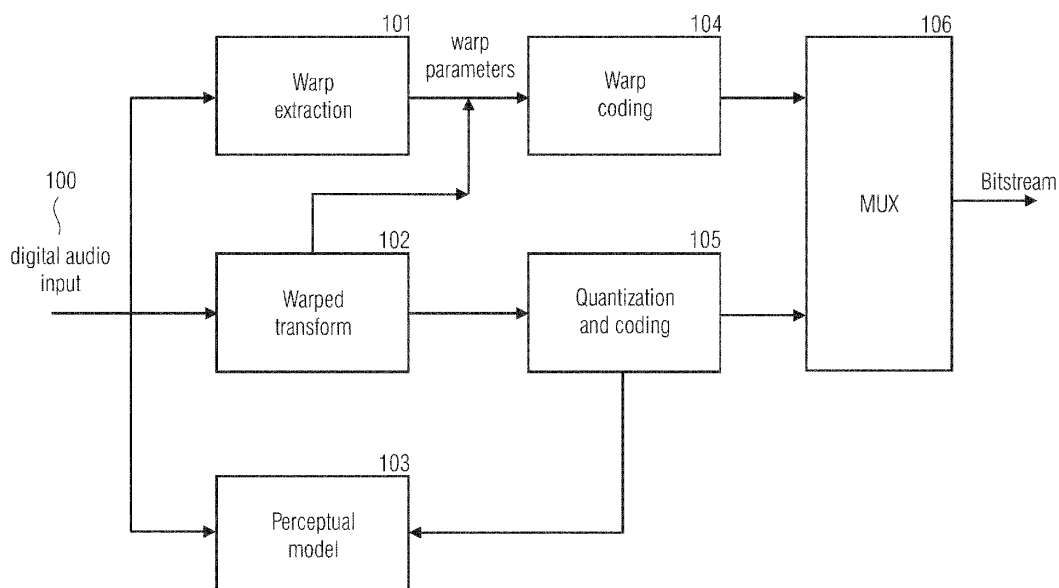 101
Warp
extraction
warp
parameters
104
Warp
coding
106
MUX
Bitstream
100
digital audio
input
102
Warped
transform
105
Quantization
and coding
103
Perceptual
model